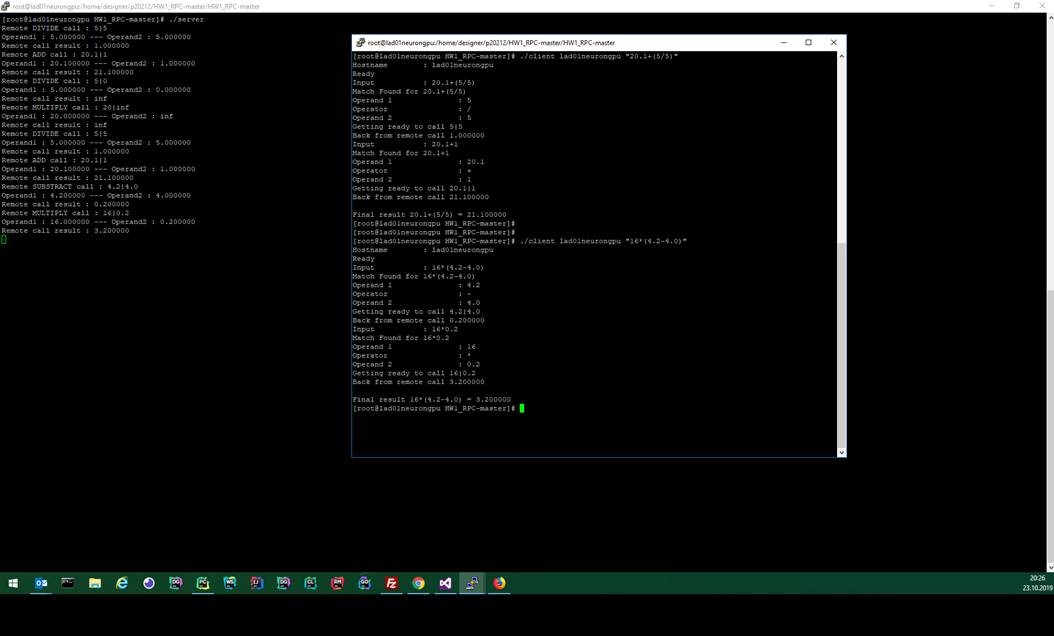 root@lad01neurongpu:/home/designer/p20212/HW1_RPC-master/HW1_RPC-master
[root@lad01neurongpu HW1_RPC-master]# ./server
Remote DIVIDE call : 5|5
Operand1 : 5.000000 --- Operand2 : 5.000000
Remote call result : 1.000000
Remote ADD call : 20.1|1
Operand1 : 20.100000 --- Operand2 : 1.000000
Remote call result : 21.100000
Remote DIVIDE call : 5|0
Operand1 : 5.000000 --- Operand2 : 0.000000
Remote call result : inf
Remote MULTIPLY call : 20|inf
Operand1 : 20.000000 --- Operand2 : inf
Remote call result : inf
Remote DIVIDE call : 5|5
Operand1 : 5.000000 --- Operand2 : 5.000000
Remote call result : 1.000000
Remote ADD call : 20.1|1
Operand1 : 20.100000 --- Operand2 : 1.000000
Remote call result : 21.100000
Remote SUBSTRACT call : 4.2|4.0
Operand1 : 4.200000 --- Operand2 : 4.000000
Remote call result : 0.200000
Remote MULTIPLY call : 16|0.2
Operand1 : 16.000000 --- Operand2 : 0.200000
Remote call result : 3.200000
root@lad01neurongpu:/home/designer/p20212/HW1_RPC-master/HW1_RPC-master
[root@lad01neurongpu HW1_RPC-master]# ./client lad01neurongpu "20.1+(5/5)"
Hostname : lad01neurongpu
Ready
Input : 20.1+(5/5)
Match Found for 20.1+(5/5)
Operand 1 : 5
Operator : /
Operand 2 : 5
Getting ready to call 5|5
Back from remote call 1.000000
Input : 20.1+1
Match Found for 20.1+1
Operand 1 : 20.1
Operator : +
Operand 2 : 1
Getting ready to call 20.1|1
Back from remote call 21.100000
Final result 20.1+(5/5) = 21.100000
[root@lad01neurongpu HW1_RPC-master]#
[root@lad01neurongpu HW1_RPC-master]#
[root@lad01neurongpu HW1_RPC-master]# ./client lad01neurongpu "16*(4.2-4.0)"
Hostname : lad01neurongpu
Ready
Input : 16*(4.2-4.0)
Match Found for 16*(4.2-4.0)
Operand 1 : 4.2
Operator : -
Operand 2 : 4.0
Getting ready to call 4.2|4.0
Back from remote call 0.200000
Input : 16*0.2
Match Found for 16*0.2
Operand 1 : 16
Operator : *
Operand 2 : 0.2
Getting ready to call 16|0.2
Back from remote call 3.200000
Final result 16*(4.2-4.0) = 3.200000
[root@lad01neurongpu HW1_RPC-master]#
DG PC WS IJ DG CL RM GO FZ
20:26
23.10.2019